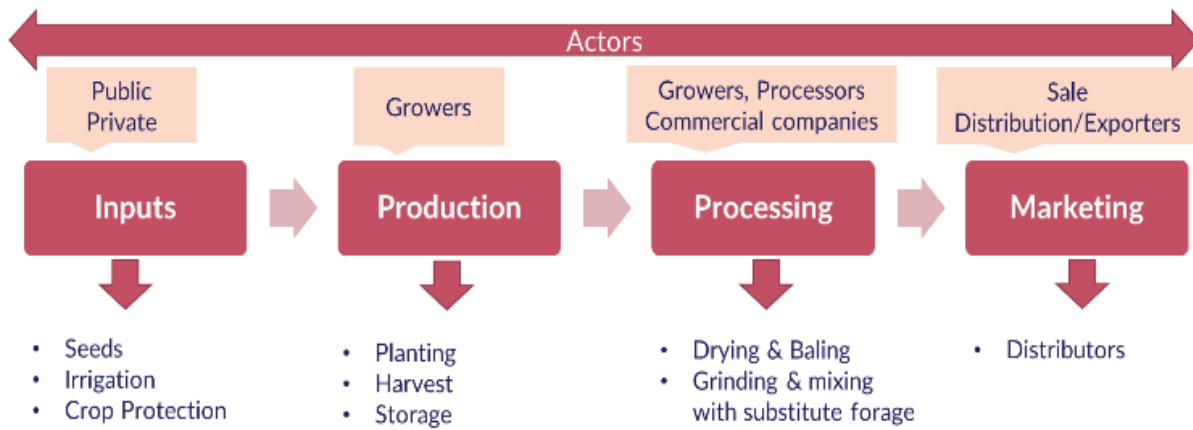 Actors
Public
Private
Growers
Growers, Processors
Commercial companies
Sale
Distribution/Exporters
Inputs
Production
Processing
Marketing
• Seeds
• Irrigation
• Crop Protection
• Planting
• Harvest
• Storage
• Drying & Baling
• Grinding & mixing
with substitute forage
• Distributors